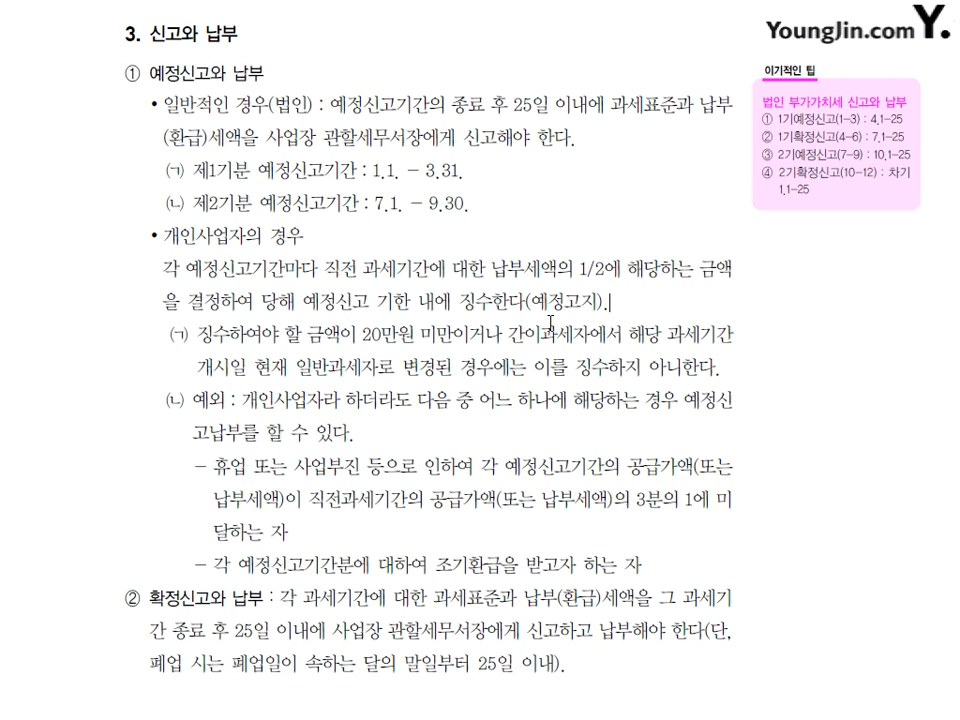 3. 신고와 납부
① 예정신고와 납부
• 일반적인 경우(법인) : 예정신고기간의 종료 후 25일 이내에 과세표준과 납부
(환급)세액을 사업장 관할세무서장에게 신고해야 한다.
㈀ 제1기분 예정신고기간 : 1.1. – 3.31.
㈁ 제2기분 예정신고기간 : 7.1. – 9.30.
• 개인사업자의 경우
각 예정신고기간마다 직전 과세기간에 대한 납부세액의 1/2에 해당하는 금액
을 결정하여 당해 예정신고 기한 내에 징수한다(예정고지).
㈀ 징수하여야 할 금액이 20만원 미만이거나 간이과세자에서 해당 과세기간
개시일 현재 일반과세자로 변경된 경우에는 이를 징수하지 아니한다.
㈁ 예외 : 개인사업자라 하더라도 다음 중 어느 하나에 해당하는 경우 예정신
고납부를 할 수 있다.
– 휴업 또는 사업부진 등으로 인하여 각 예정신고기간의 공급가액(또는
납부세액)이 직전과세기간의 공급가액(또는 납부세액)의 3분의 1에 미
달하는 자
– 각 예정신고기간분에 대하여 조기환급을 받고자 하는 자
② 확정신고와 납부 : 각 과세기간에 대한 과세표준과 납부(환급)세액을 그 과세기
간 종료 후 25일 이내에 사업장 관할세무서장에게 신고하고 납부해야 한다(단,
폐업 시는 폐업일이 속하는 달의 말일부터 25일 이내).
YoungJin.com Y.
이기적인 팁
법인 부가가치세 신고와 납부
① 1기예정신고(1–3) : 4.1–25
② 1기확정신고(4–6) : 7.1–25
③ 2기예정신고(7–9) : 10.1–25
④ 2기확정신고(10–12) : 차기
1.1–25